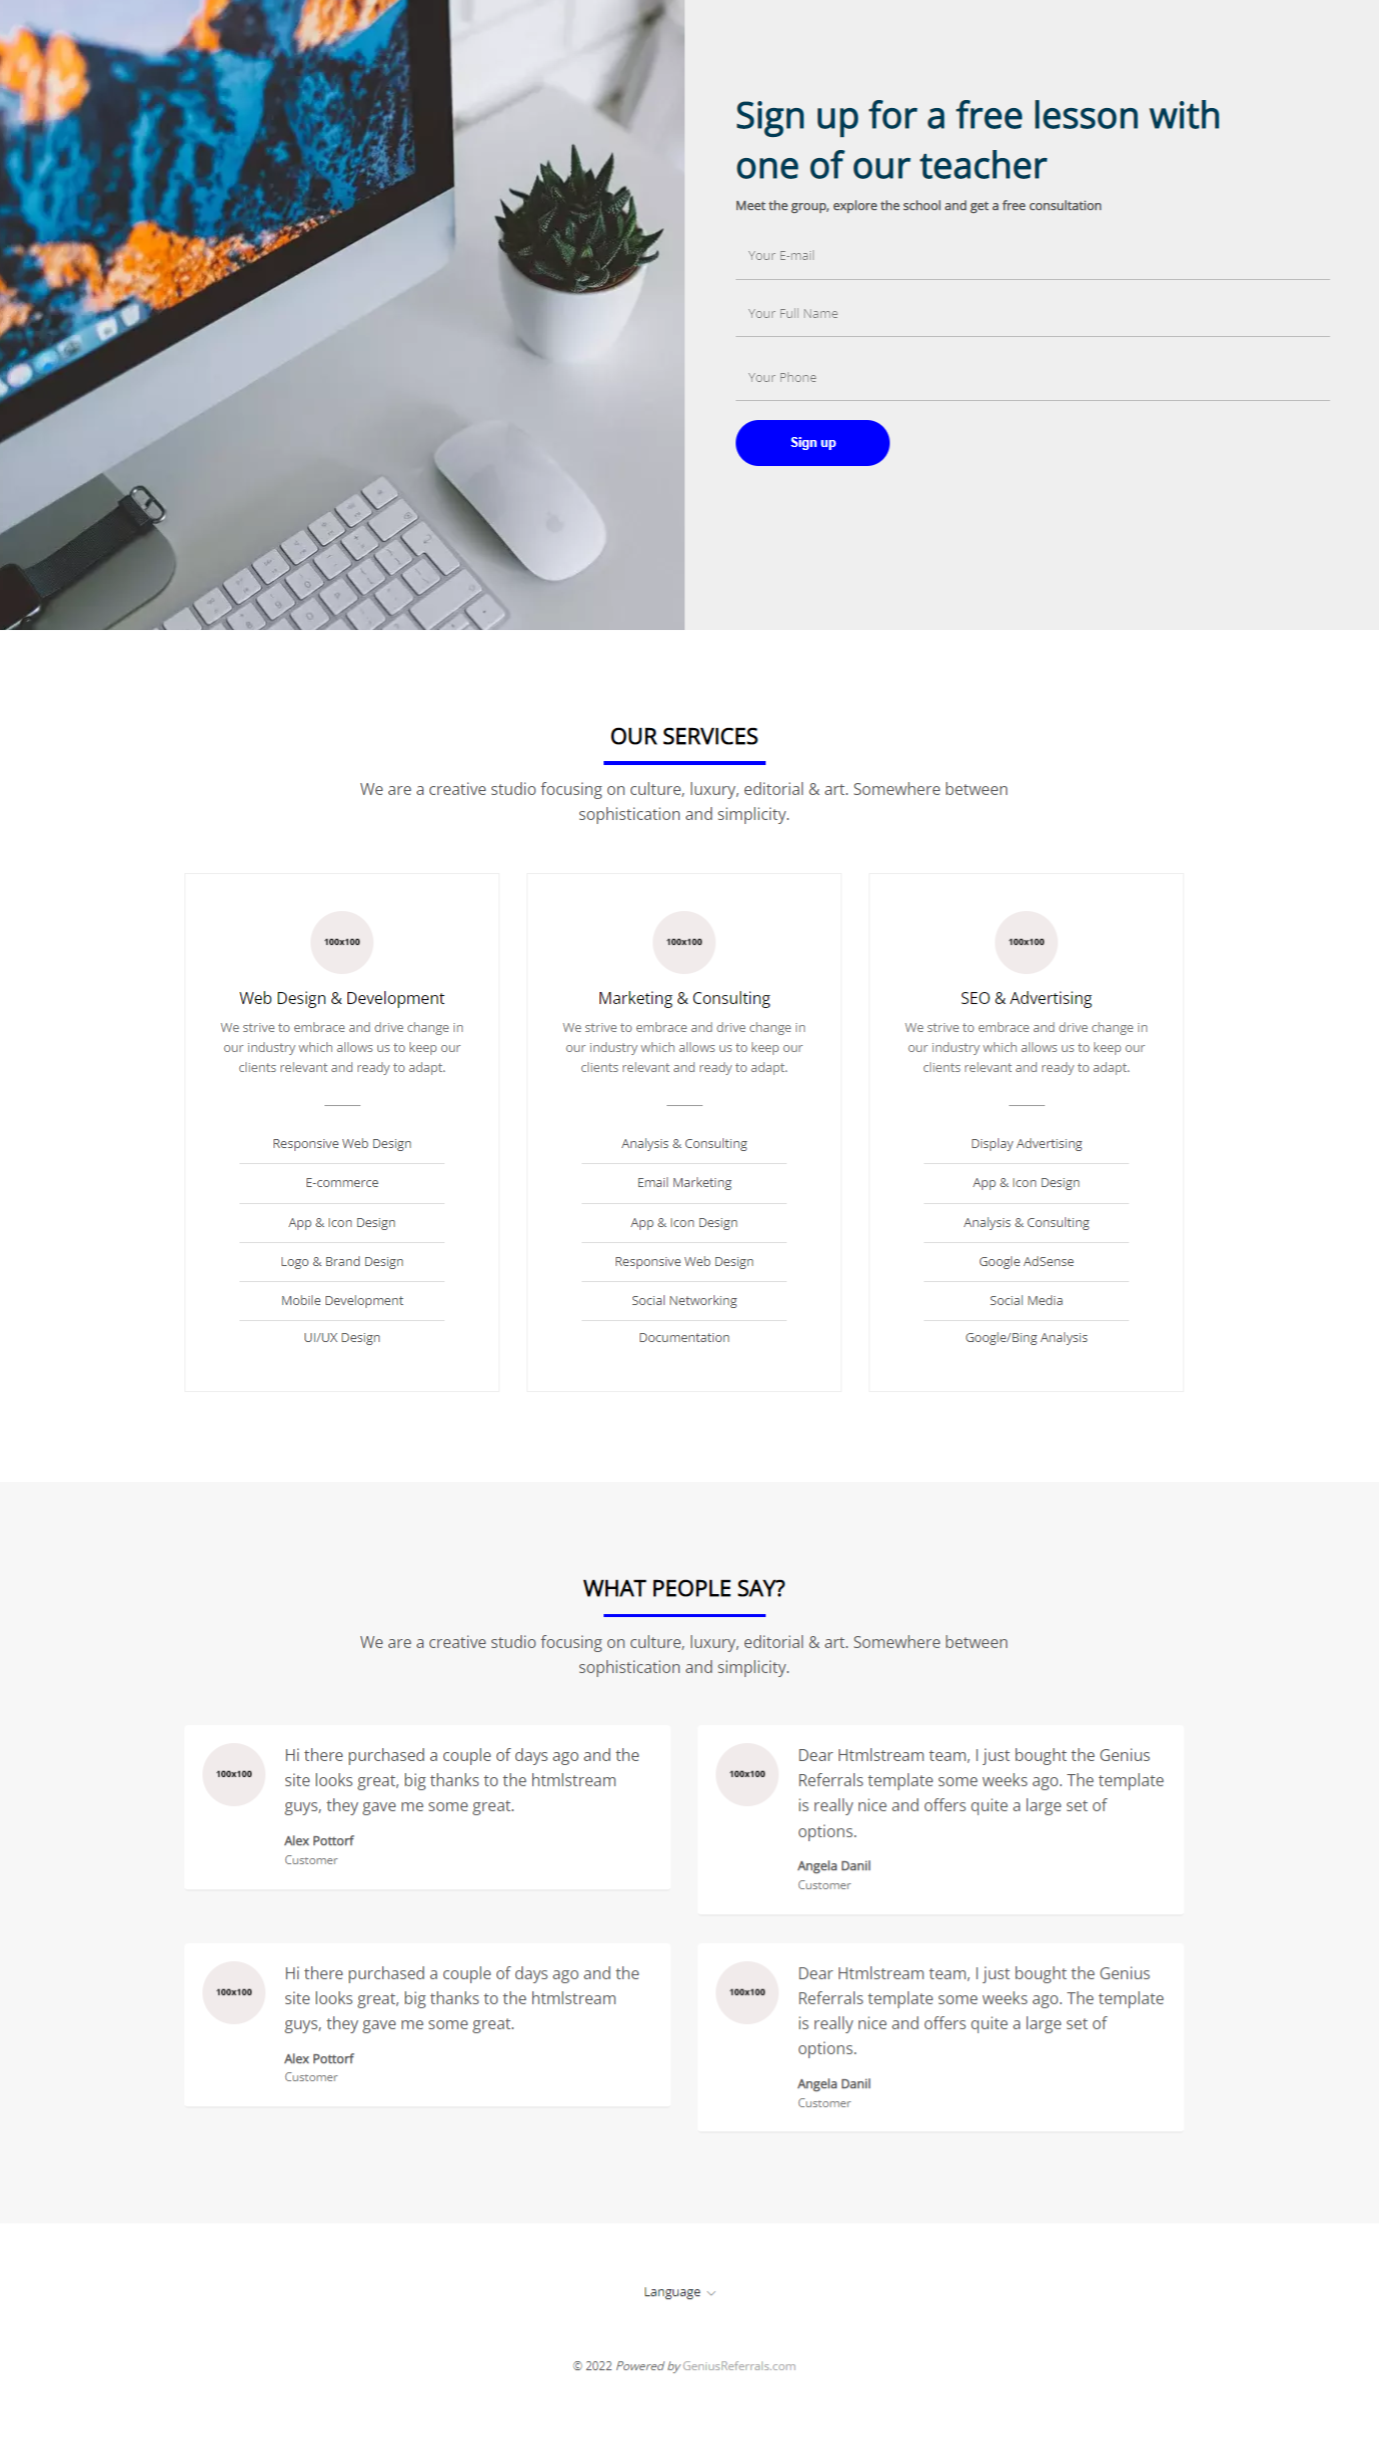 Sign up for a free lesson with
one of our teacher
Meet the group, explore the school and get a free consultation
Your E-mail
Your Full Name
Your Phone
Sign up
OUR SERVICES
We are a creative studio focusing on culture, luxury, editorial & art. Somewhere between
sophistication and simplicity.
100x100
Web Design & Development
We strive to embrace and drive change in
our industry which allows us to keep our
clients relevant and ready to adapt.
Responsive Web Design
E-commerce
App & Icon Design
Logo & Brand Design
Mobile Development
UI/UX Design
100x100
Marketing & Consulting
We strive to embrace and drive change in
our industry which allows us to keep our
clients relevant and ready to adapt.
Analysis & Consulting
Email Marketing
App & Icon Design
Responsive Web Design
Social Networking
Documentation
100x100
SEO & Advertising
We strive to embrace and drive change in
our industry which allows us to keep our
clients relevant and ready to adapt.
Display Advertising
App & Icon Design
Analysis & Consulting
Google AdSense
Social Media
Google/Bing Analysis
WHAT PEOPLE SAY?
We are a creative studio focusing on culture, luxury, editorial & art. Somewhere between
sophistication and simplicity.
100x100
Hi there purchased a couple of days ago and the
site looks great, big thanks to the htmlstream
guys, they gave me some great.
Alex Pottorf
Customer
100x100
Dear Htmlstream team, I just bought the Genius
Referrals template some weeks ago. The template
is really nice and offers quite a large set of
options.
Angela Danil
Customer
100x100
Hi there purchased a couple of days ago and the
site looks great, big thanks to the htmlstream
guys, they gave me some great.
Alex Pottorf
Customer
100x100
Dear Htmlstream team, I just bought the Genius
Referrals template some weeks ago. The template
is really nice and offers quite a large set of
options.
Angela Danil
Customer
Language
© 2022 Powered by GeniusReferrals.com